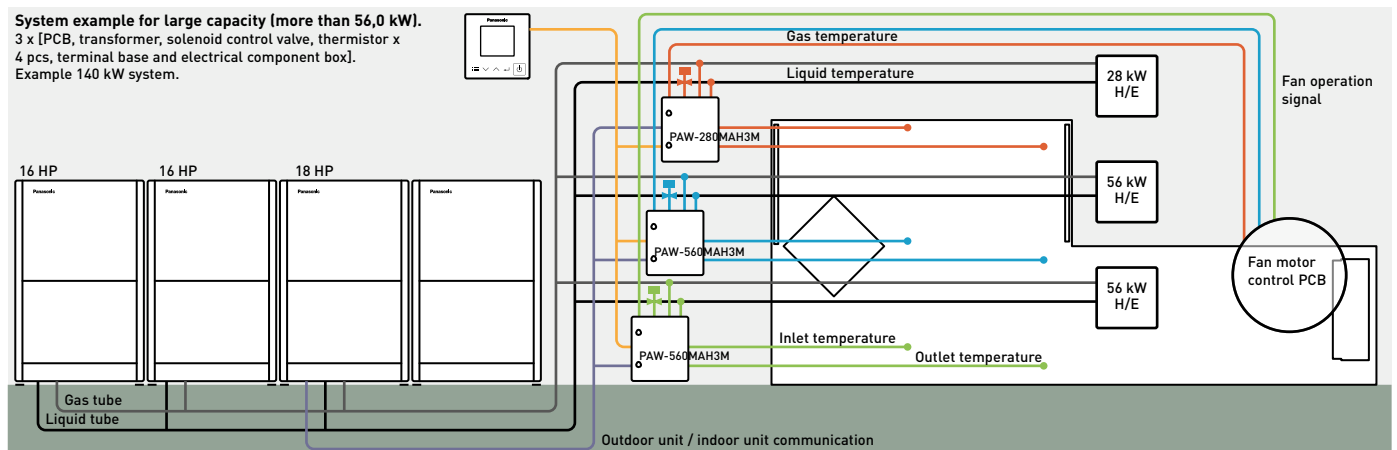 System example for large capacity (more than 56,0 kW).
3 x [PCB, transformer, solenoid control valve, thermistor x
4 pcs, terminal base and electrical component box].
Example 140 kW system.
Panasonic
Gas temperature
Liquid temperature
28 kW
H/E
Fan operation
signal
PAW-280MAH3M
16 HP
16 HP
18 HP
Panasonic
Panasonic
Panasonic
Panasonic
56 kW
H/E
PAW-560MAH3M
Fan motor
control PCB
56 kW
H/E
PAW-560MAH3M
Inlet temperature
Outlet temperature
Gas tube
Liquid tube
Outdoor unit / indoor unit communication